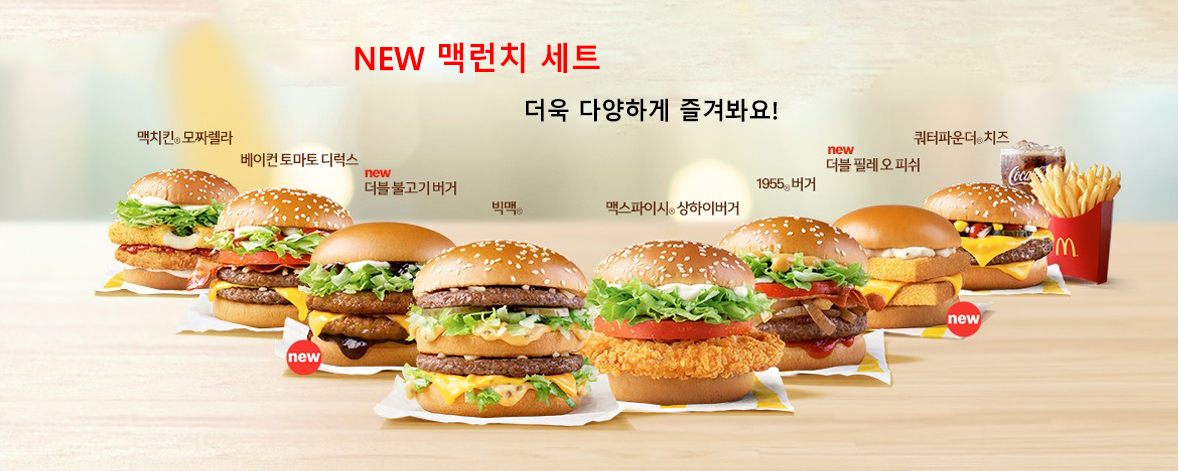 NEW 맥런치 세트
더욱 다양하게 즐겨봐요!
맥치킨® 모짜렐라
베이컨 토마토 디럭스
new
더블 불고기 버거
빅맥®
맥스파이시® 상하이버거
1955® 버거
new
더블 필레 오 피쉬
쿼터파운더® 치즈
Coca
new
new